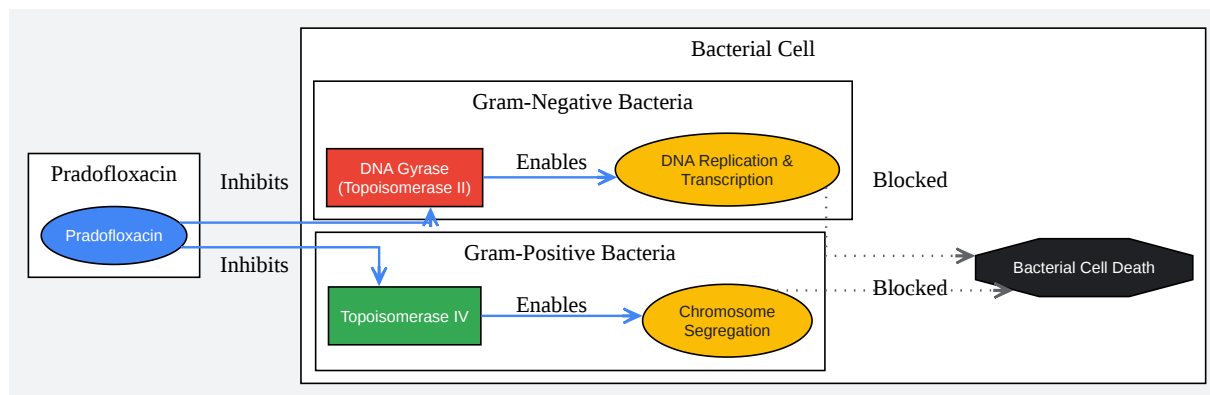 Bacterial Cell
Gram-Negative Bacteria
Pradofloxacin
Inhibits
DNA Gyrase
(Topoisomerase II)
Enables
DNA Replication &
Transcription
Blocked
Pradofloxacin
Inhibits
Gram-Positive Bacteria
Topoisomerase IV
Enables
Chromosome
Segregation
Blocked
Bacterial Cell Death